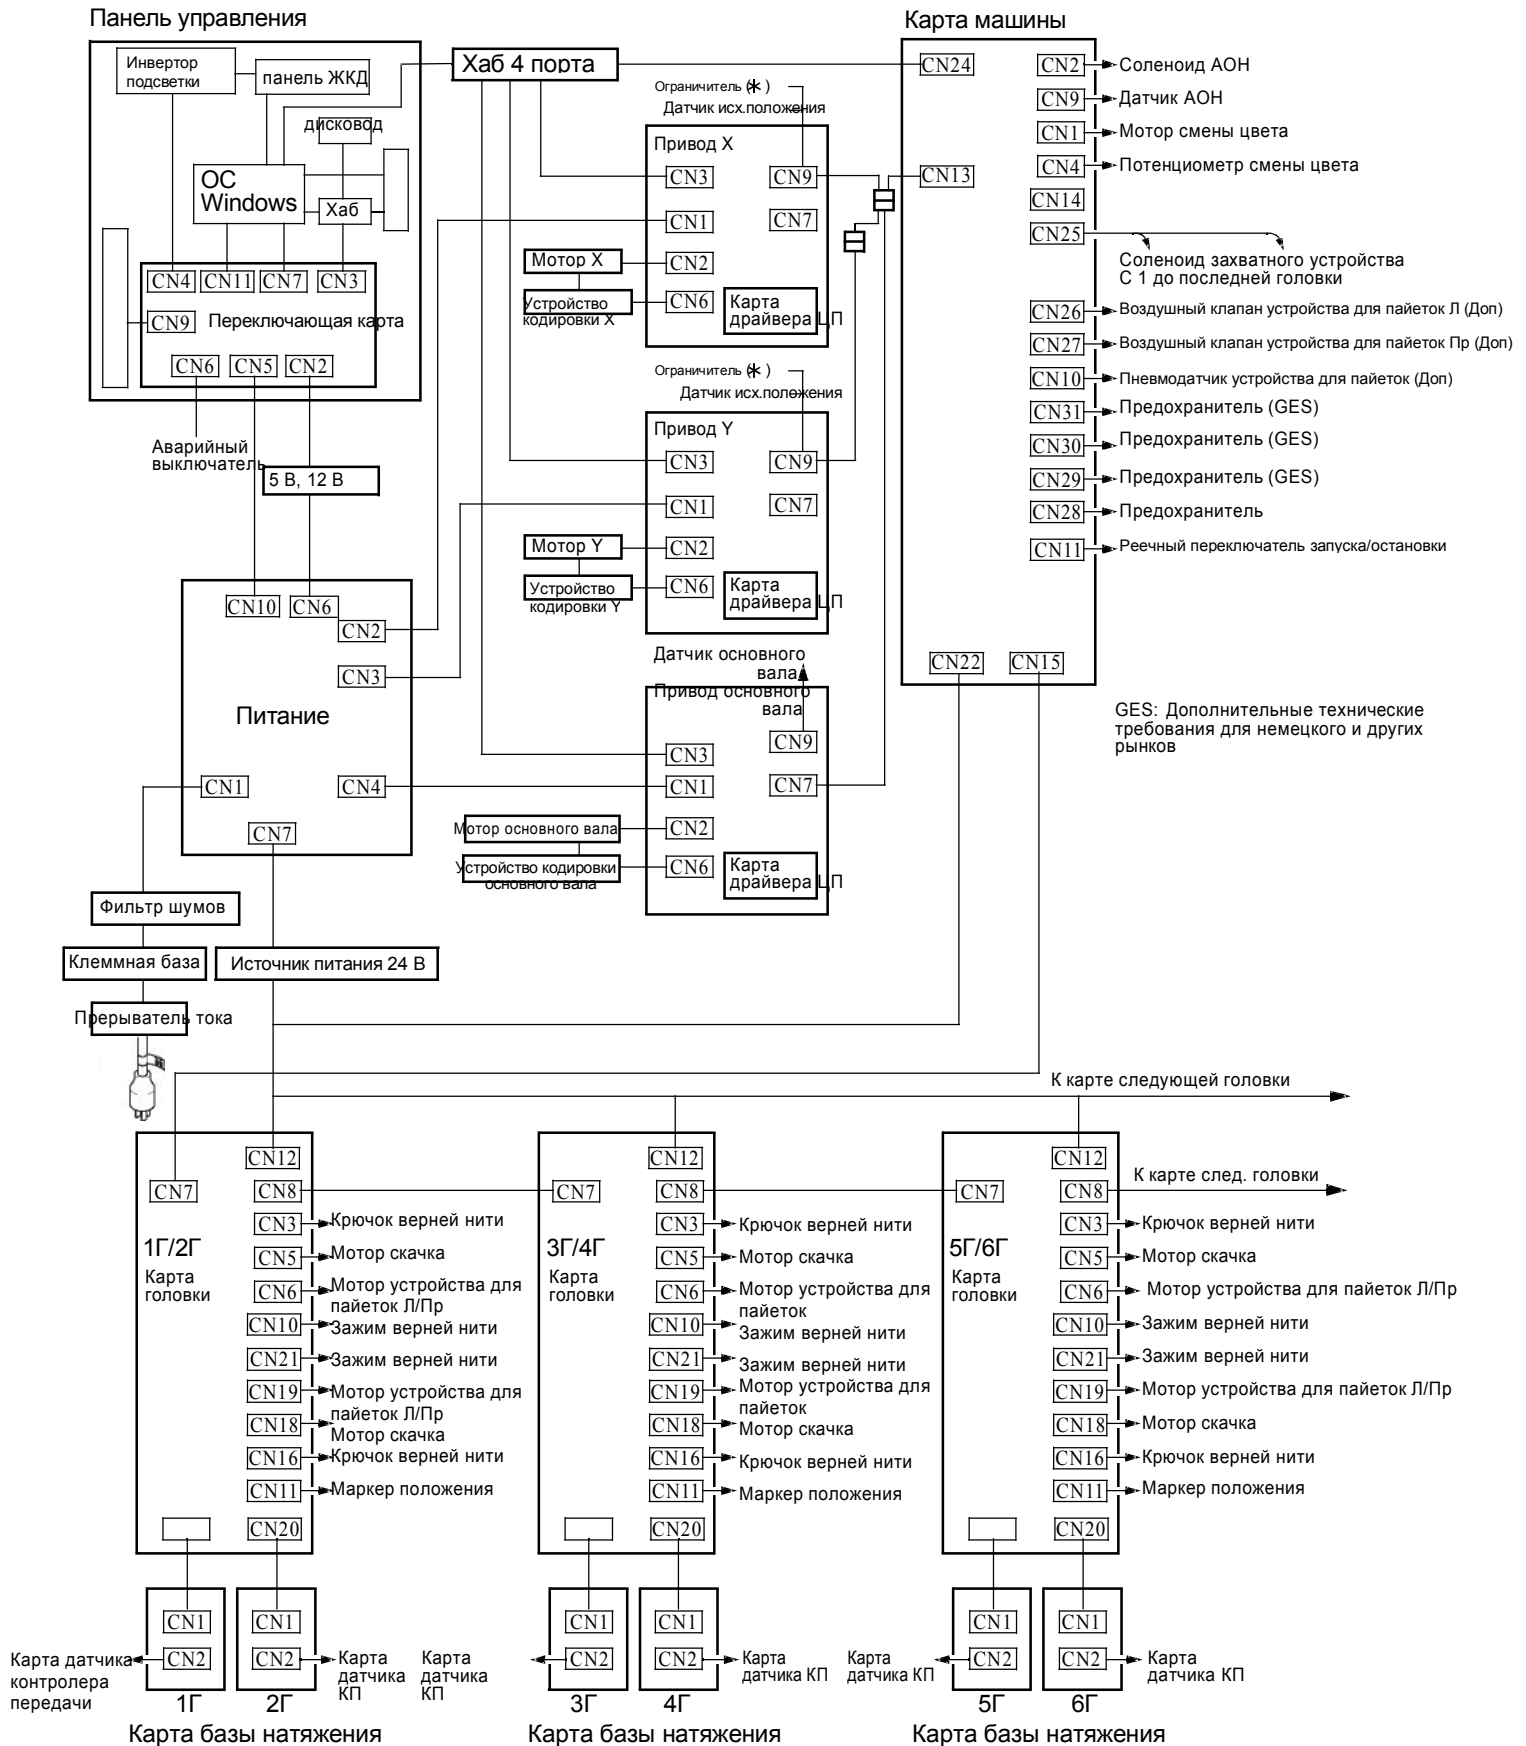 Панель управления
Карта машины
Инвертор
подсветки
панель ЖКД
дисковод
ОС
Windows
Хаб
CN4
CN11
CN7
CN3
CN9
Переключающая карта
CN6
CN5
CN2
Аварийный
выключатель
5 В, 12 В
Хаб 4 порта
Ограничитель (*)
Датчик исх.положения
Привод X
CN3
CN9
CN1
CN7
Мотор X
CN2
Устройство
кодировки X
CN6
Карта
драйвера ЦП
Ограничитель (*)
Датчик исх.положения
Привод Y
CN3
CN9
CN1
CN7
Мотор Y
CN2
Устройство
кодировки Y
CN6
Карта
драйвера ЦП
Датчик основного
вала
Привод основного
вала
CN9
CN3
CN1
CN7
Мотор основного вала
CN2
Устройство кодировки
основного вала
CN6
Карта
драйвера ЦП
CN24
CN13
CN2
Соленоид АОН
CN9
Датчик АОН
CN1
Мотор смены цвета
CN4
Потенциометр смены цвета
CN14
CN25
Соленоид захватного устройства
С 1 до последней головки
CN26
Воздушный клапан устройства для пайеток Л (Доп)
CN27
Воздушный клапан устройства для пайеток Пр (Доп)
CN10
Пневмодатчик устройства для пайеток (Доп)
CN31
Предохранитель (GES)
CN30
Предохранитель (GES)
CN29
Предохранитель (GES)
CN28
Предохранитель
CN11
Реечный переключатель запуска/остановки
CN22
CN15
GES: Дополнительные технические
требования для немецкого и других
рынков
CN10
CN6
CN2
CN3
Питание
CN1
CN4
CN7
Фильтр шумов
Клеммная база
Источник питания 24 В
Прерыватель тока
К карте следующей головки
CN12
CN7
CN8
CN3
Крючок верней нити
1Г/2Г
Карта
головки
CN5
Мотор скачка
CN6
Мотор устройства для
пайеток Л/Пр
CN10
Зажим верней нити
CN21
Зажим верней нити
CN19
Мотор устройства для
пайеток Л/Пр
CN18
Мотор скачка
CN16
Крючок верней нити
CN11
Маркер положения
CN20
CN12
CN7
CN8
CN3
Крючок верней нити
3Г/4Г
Карта
головки
CN5
Мотор скачка
CN6
Мотор устройства для
пайеток
CN10
Зажим верней нити
CN21
Зажим верней нити
CN19
Мотор устройства для
пайеток
CN18
Мотор скачка
CN16
Крючок верней нити
CN11
Маркер положения
CN20
CN12
К карте след. головки
CN7
CN8
CN3
Крючок верней нити
5Г/6Г
Карта
головки
CN5
Мотор скачка
CN6
Мотор устройства для пайеток Л/Пр
CN10
Зажим верней нити
CN21
Зажим верней нити
CN19
Мотор устройства для пайеток Л/Пр
CN18
Мотор скачка
CN16
Крючок верней нити
CN11
Маркер положения
CN20
CN1
CN2
Карта датчика
контролера
передачи
1Г
CN1
CN2
Карта
датчика
КП
2Г
Карта базы натяжения
Карта
датчика
КП
CN1
CN2
3Г
CN1
CN2
Карта
датчика КП
4Г
Карта базы натяжения
Карта
датчика КП
CN1
CN2
5Г
CN1
CN2
Карта
датчика КП
6Г
Карта базы натяжения